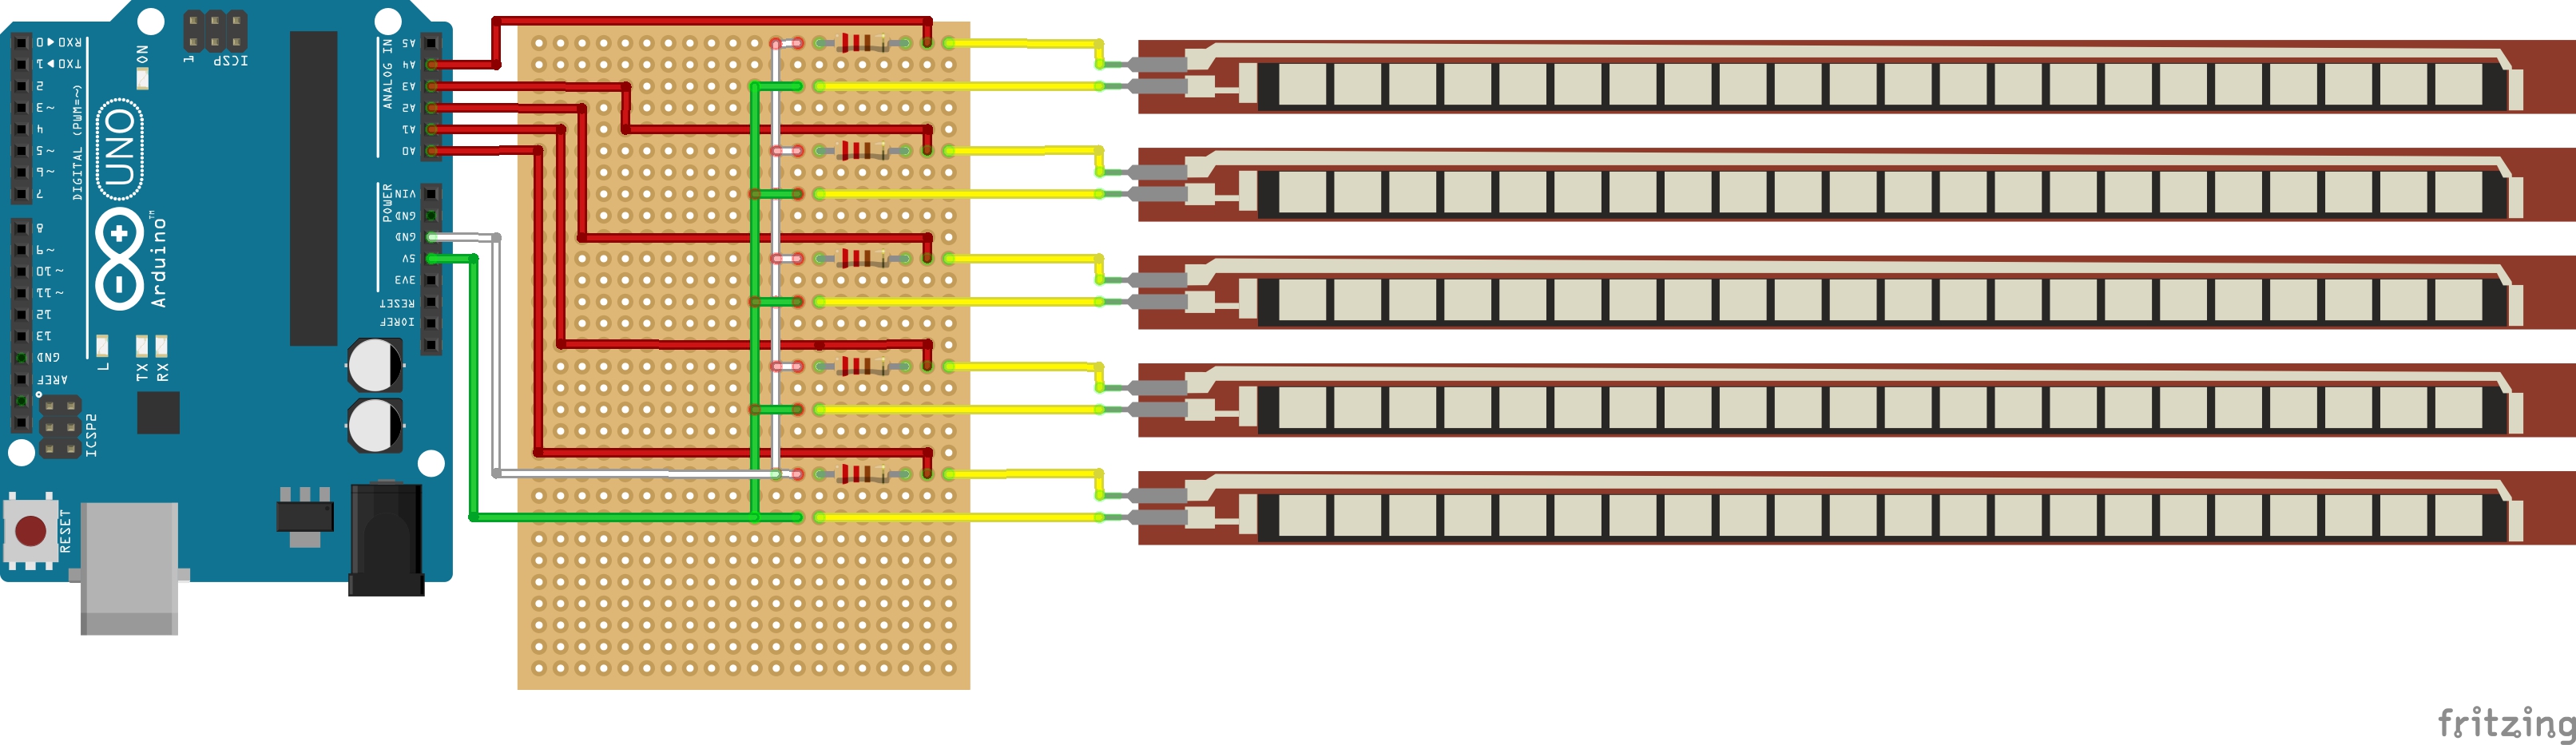 RX◄0
TX►1
2
~3
4
~5
~6
7
8
~9
~10
~11
12
13
GND
AREF
DIGITAL (PWM=~)
1
ICSP
ON
UNO
Arduino™
L
TX
RX
ICSP2
RESET
ANALOG IN
A5
A4
A3
A2
A1
A0
POWER
VIN
GND
GND
5V
3V3
RESET
IOREF
fritzing